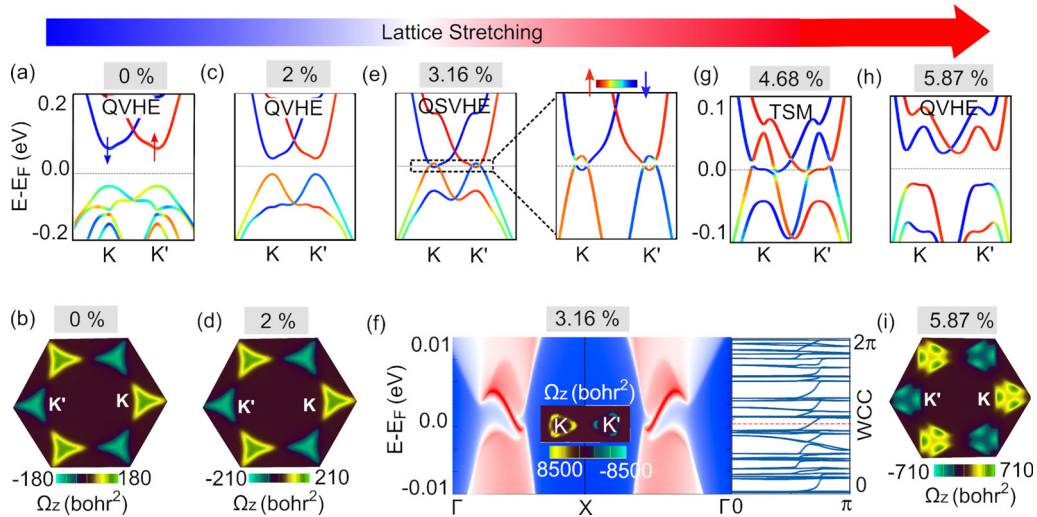 Lattice Stretching
(a)
0 %
(c)
2 %
(e)
3.16 %
(g)
4.68 %
(h)
5.87 %
QVHE
QVHE
QSVHE
TSM
QVHE
E-EF (eV)
0.2
0.0
-0.2
0.1
0.0
-0.1
K K'
K K'
K K'
K K'
K K'
K K'
(b)
0 %
K' K
-180 180
Ωz (bohr²)
(d)
2 %
K' K
-210 210
Ωz (bohr²)
(f)
3.16 %
E-EF (eV)
0.01
0.0
-0.01
Ωz (bohr²)
K K'
8500 -8500
Γ X Γ
0 π
2π
WCC
0
(i)
5.87 %
K' K
-710 710
Ωz (bohr²)